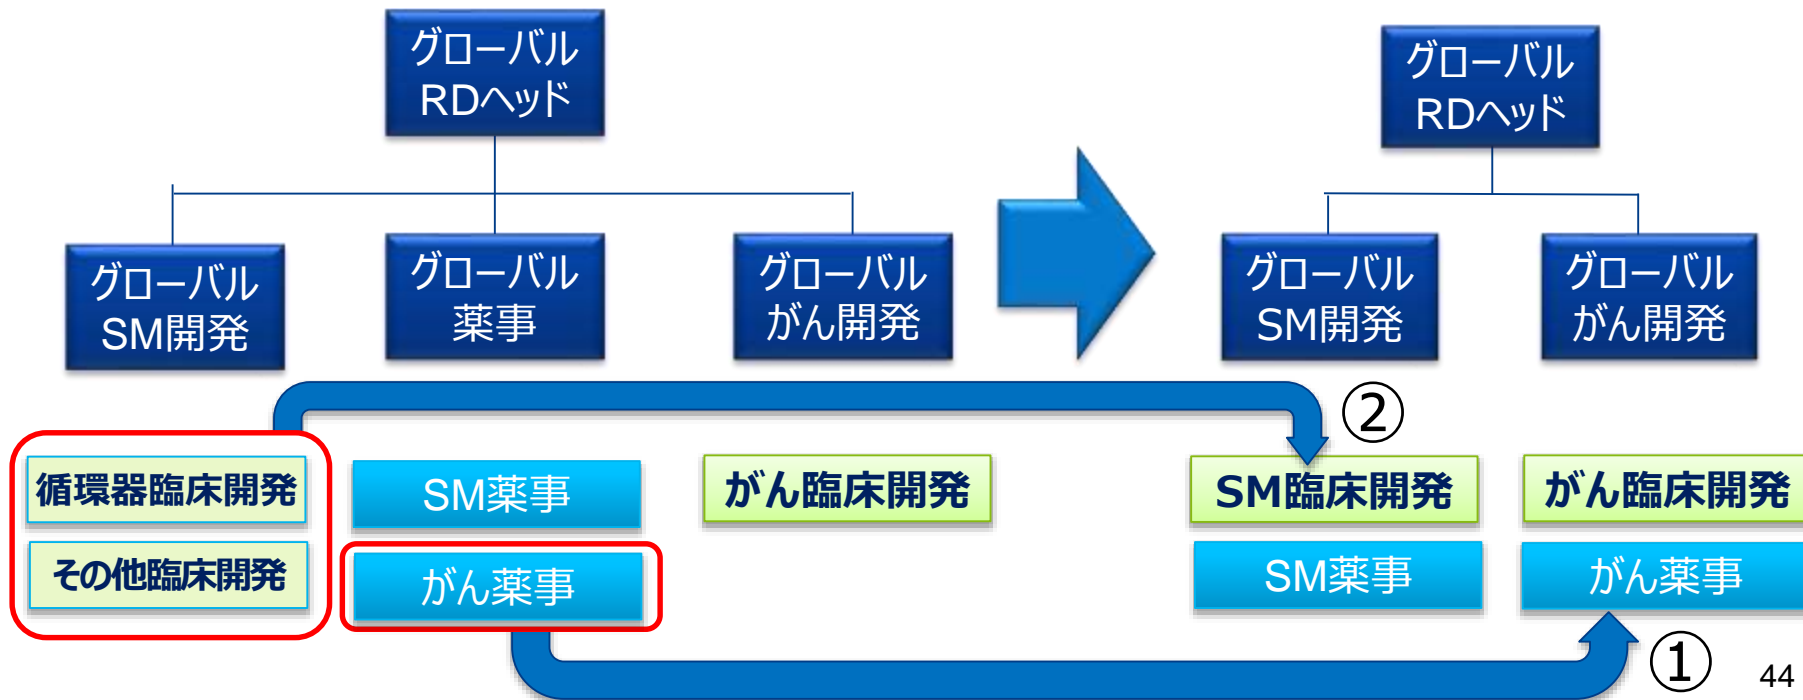 グローバル
RDヘッド
グローバル
SM開発
グローバル
薬事
グローバル
がん開発
循環器臨床開発
その他臨床開発
SM薬事
がん薬事
がん臨床開発
グローバル
RDヘッド
グローバル
SM開発
グローバル
がん開発
②
SM臨床開発
がん臨床開発
SM薬事
がん薬事
①
44